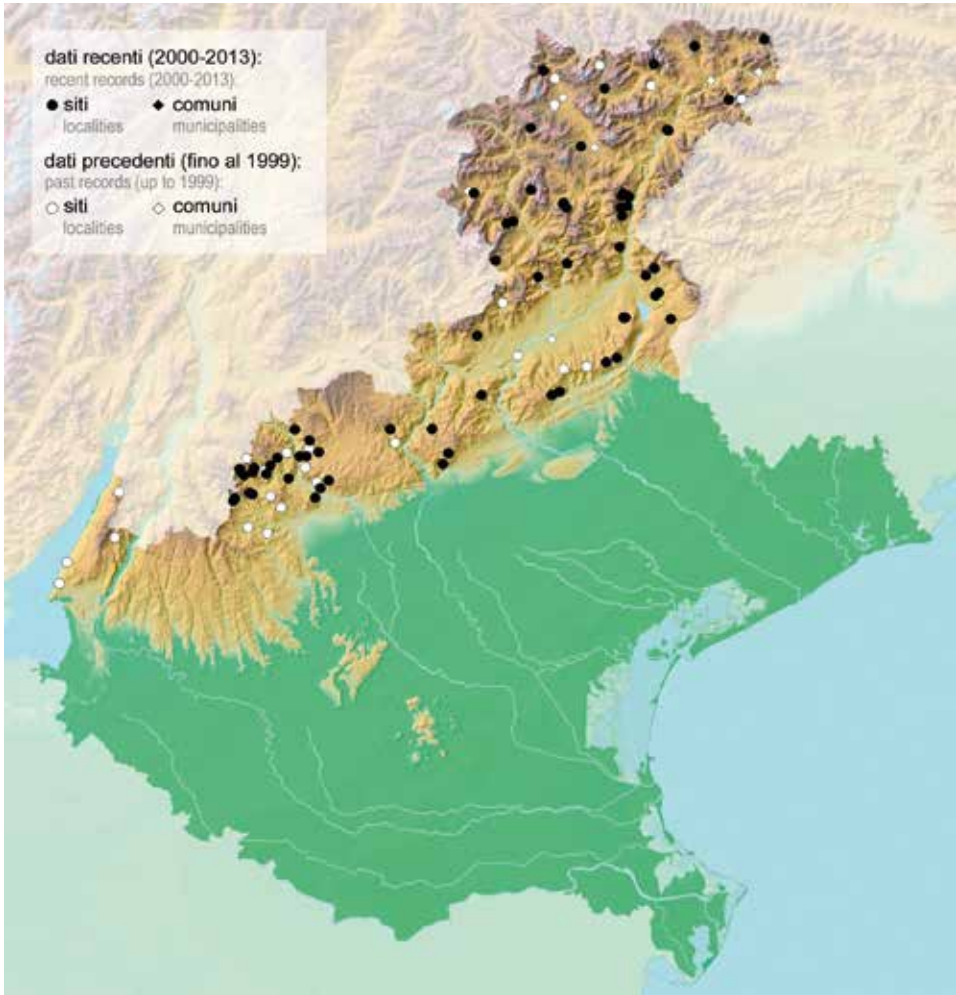 dati recenti (2000-2013):
recent records (2000-2013):
siti comuni
localities municipalities
dati precedenti (fino al 1999):
past records (up to 1999):
siti comuni
localities municipalities